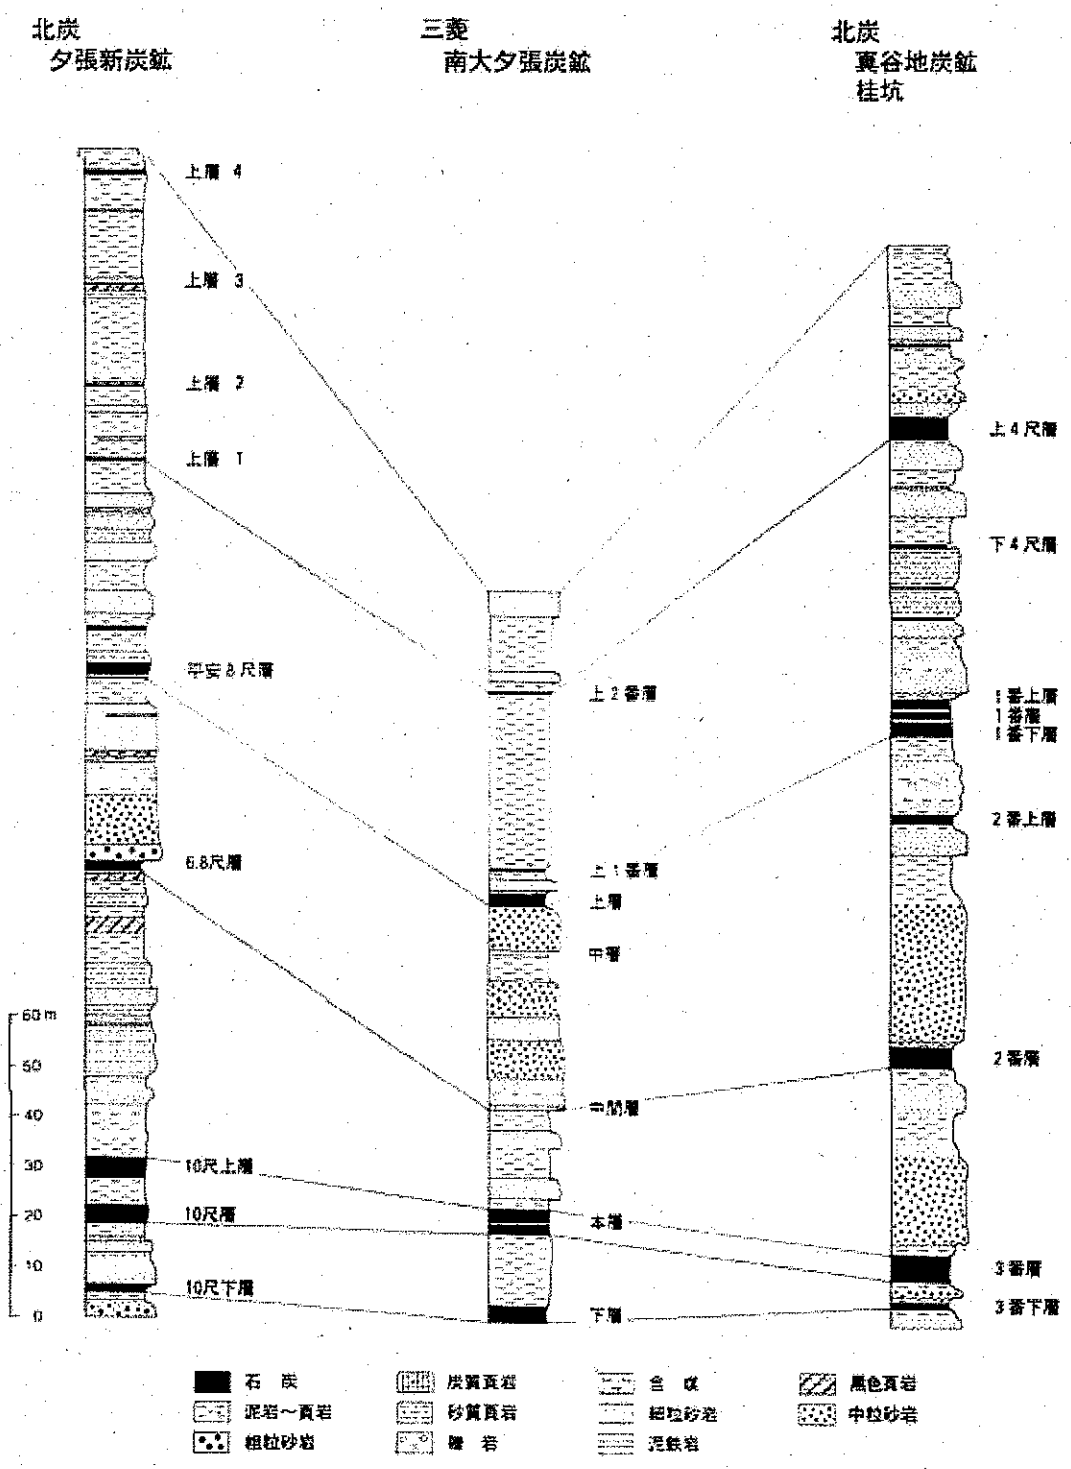 北炭
夕張新炭鉱
三菱
南大夕張炭鉱
北炭
真谷地炭鉱
桂坑
上層 4
上層 3
上層 2
上層 1
平安8尺層
6.8尺層
10尺上層
10尺層
10尺下層
60m
50
40
30
20
10
0
上2番層
上1番層
上層
中層
中間層
本層
下層
上4尺層
下4尺層
1番上層
1番層
1番下層
2番上層
2番層
3番層
3番下層
石 炭
炭質頁岩
黒色頁岩
泥岩~頁岩
砂質頁岩
細粒砂岩
中粒砂岩
粗粒砂岩
礫 岩
泥鉄岩